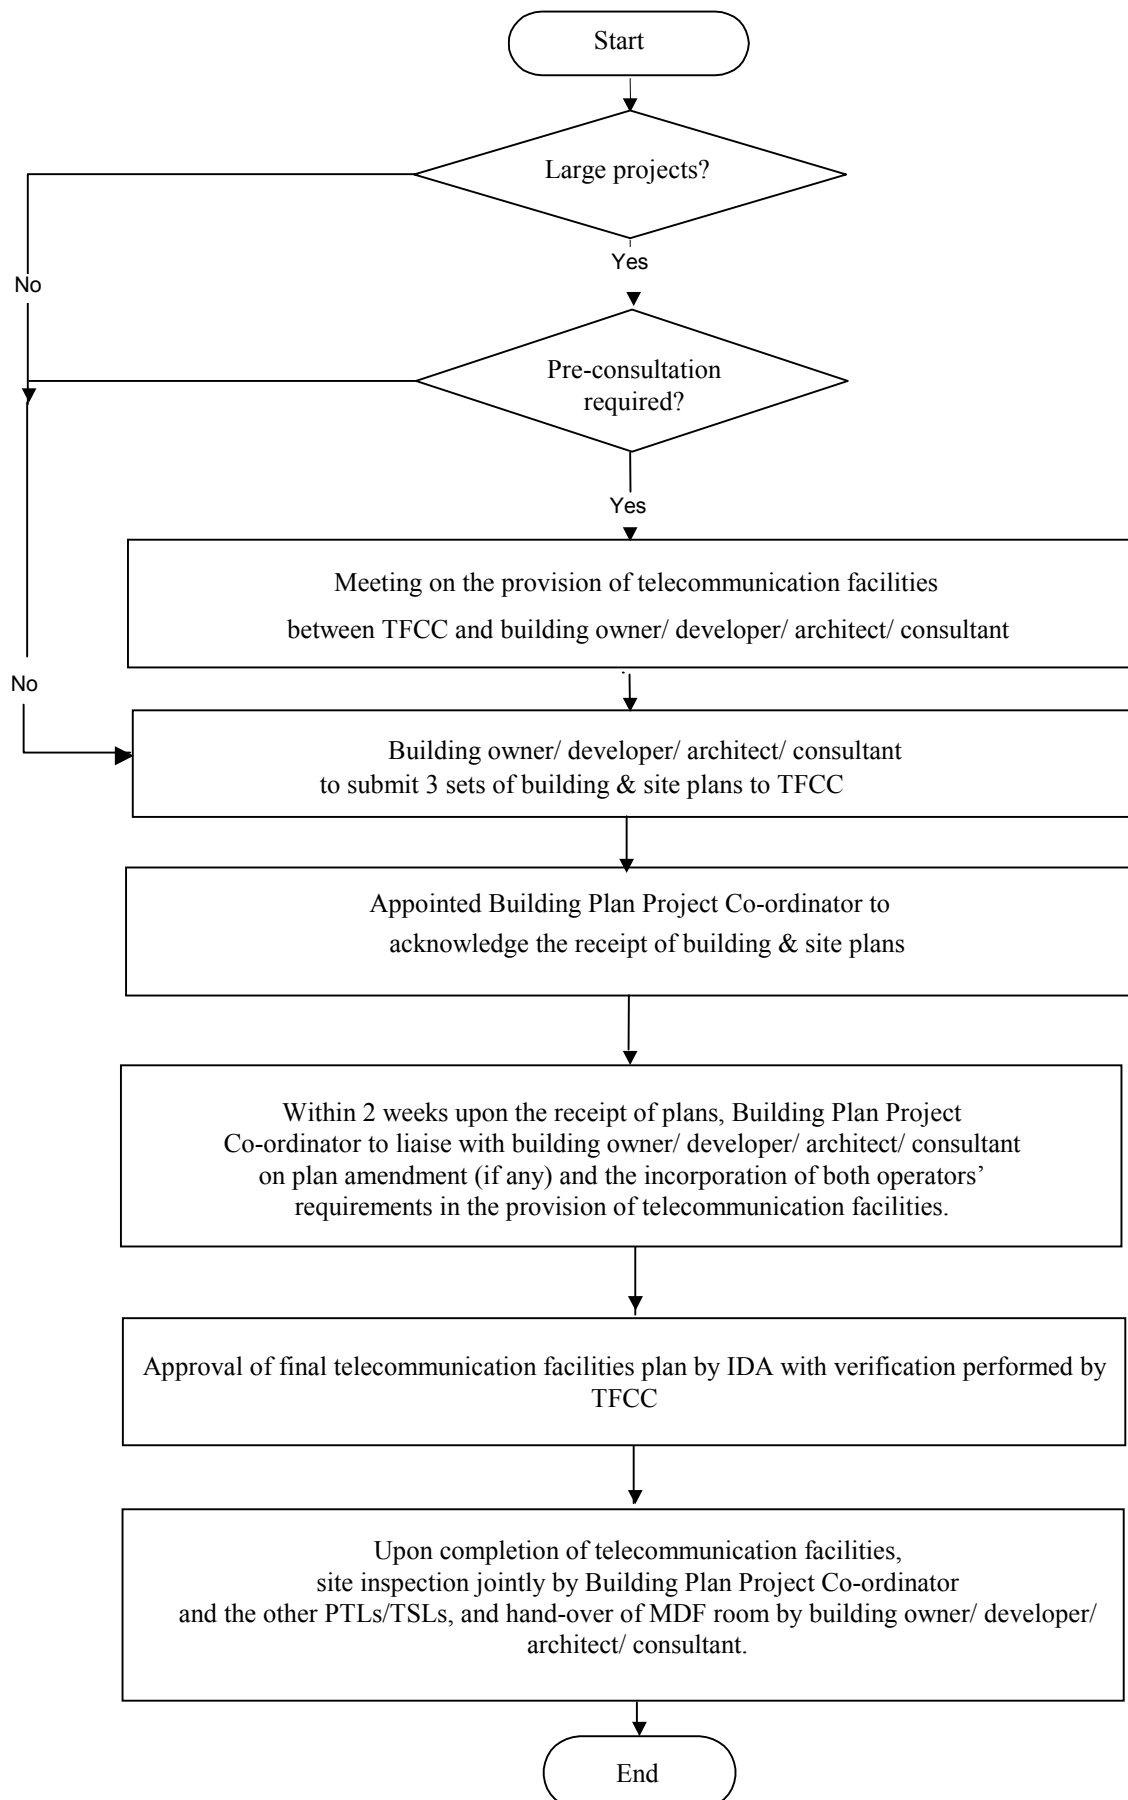 Start
Large projects?
Yes
No
Pre-consultation
required?
Yes
Meeting on the provision of telecommunication facilities
between TFCC and building owner/ developer/ architect/ consultant
No
Building owner/ developer/ architect/ consultant
to submit 3 sets of building & site plans to TFCC
Appointed Building Plan Project Co-ordinator to
acknowledge the receipt of building & site plans
Within 2 weeks upon the receipt of plans, Building Plan Project
Co-ordinator to liaise with building owner/ developer/ architect/ consultant
on plan amendment (if any) and the incorporation of both operators’
requirements in the provision of telecommunication facilities.
Approval of final telecommunication facilities plan by IDA with verification performed by
TFCC
Upon completion of telecommunication facilities,
site inspection jointly by Building Plan Project Co-ordinator
and the other PTLs/TSLs, and hand-over of MDF room by building owner/ developer/
architect/ consultant.
End